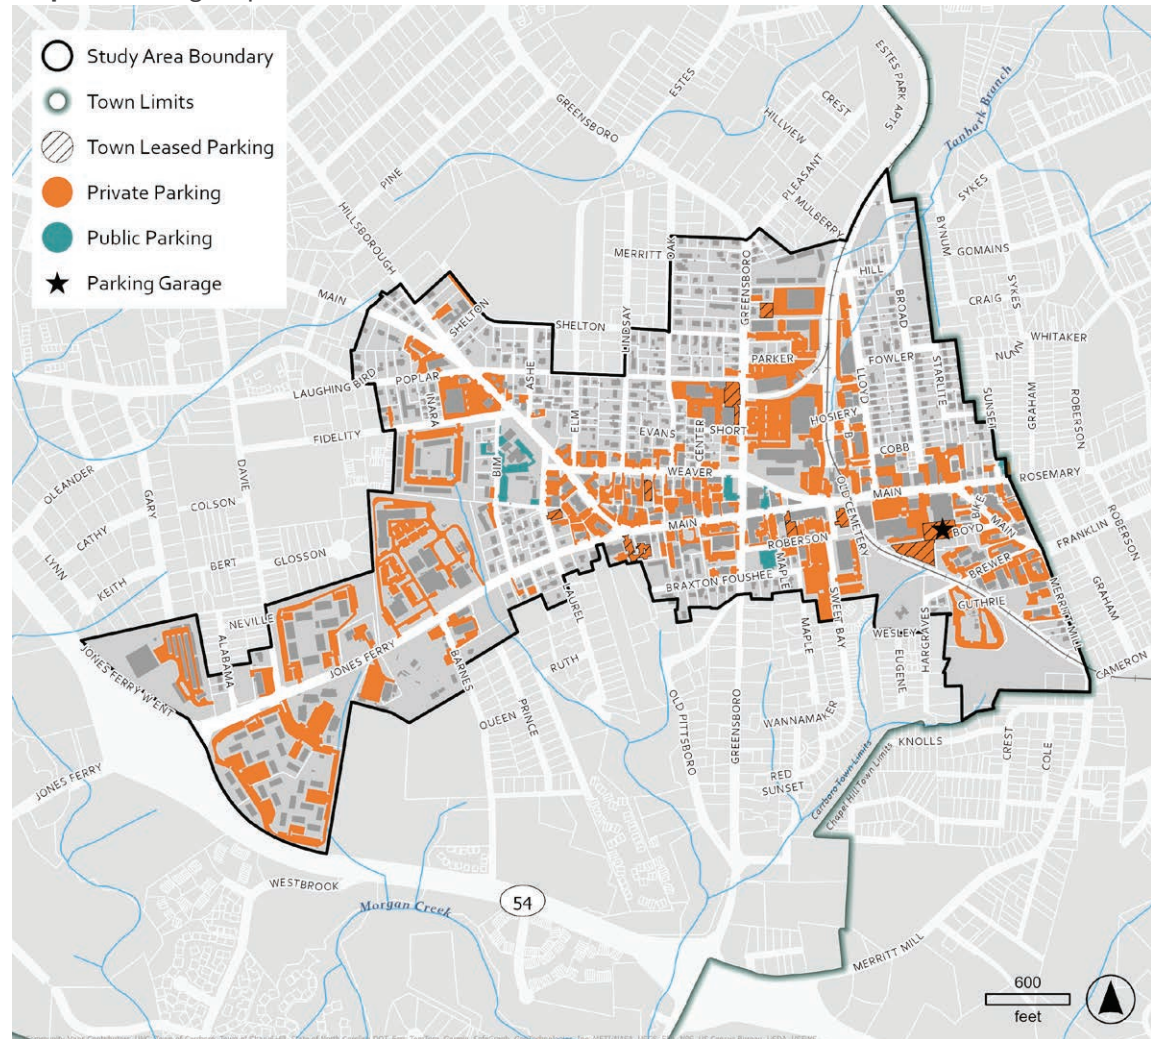 Study Area Boundary
Town Limits
Town Leased Parking
Private Parking
Public Parking
Parking Garage
ESTES PARK APTS
ESTES
GREENSBORO
CREST
HILLVIEW
PLEASANT
MULBERRY
Tanbark Branch
SYKES
BYNUM
GOMAINS
SYKES
CRAIG
WHITAKER
NUNN
PINE
HILLSBOROUGH
MAIN
MERRITT
OAK
GREENSBORO
HILL
BROAD
SHELTON
SHELTON
LINDSAY
PARKER
FOWLER
STARLITE
LLOYD
SUNSET
GRAHAM
ROBERSON
LAUGHING BIRD
POPLAR
ASHE
INARA
FIDELITY
ELM
EVANS
CENTER
SHORT
HOSIERY
B
COBB
BIM
WEAVER
OLD CEMETERY
MAIN
ROSEMARY
OLEANDER
GARY
DAVIE
COLSON
CATHY
MAIN
ROBERSON
BIKE
MAIN
BOYD
FRANKLIN
ROBERSON
LYNN
KEITH
BERT
GLOSSON
BRAXTON FOUSHEE
MAPLE
BREWER
GRAHAM
NEVILLE
ALABAMA
LAUREL
SWEET BAY
MAPLE
GUTHRIE
MERRITT MILL
WESLEY
HARGRAVES
EUGENE
CAMERON
JONES FERRY
BARNES
RUTH
JONES FERRY W ENT
QUEEN
PRINCE
OLD PITTSBORO
GREENSBORO
WANNAMAKER
KNOLLS
CREST
COLE
RED
SUNSET
Carrboro Town Limits
Chapel Hill Town Limits
JONES FERRY
WESTBROOK
Morgan Creek
54
MERRITT MILL
600
feet